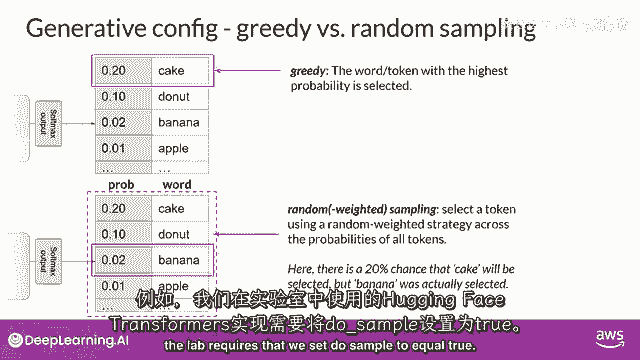 Generative config - greedy vs. random sampling
0.20 cake
0.10 donut
0.02 banana
0.01 apple
... ...
Softmax output
prob word
greedy: The word/token with the highest
probability is selected.
0.20 cake
0.10 donut
0.02 banana
0.01 apple
Softmax output
random(-weighted) sampling: select a token
using a random-weighted strategy across
the probabilities of all tokens.
Here, there is a 20% chance that 'cake' will be
selected, but 'banana' was actually selected.
例如，我们在实验室中使用的Hugging Face
Transformers实现需要将do_sample设置为true。
the lab requires that we set do sample to equal true.
DeepLearning.AI
aws